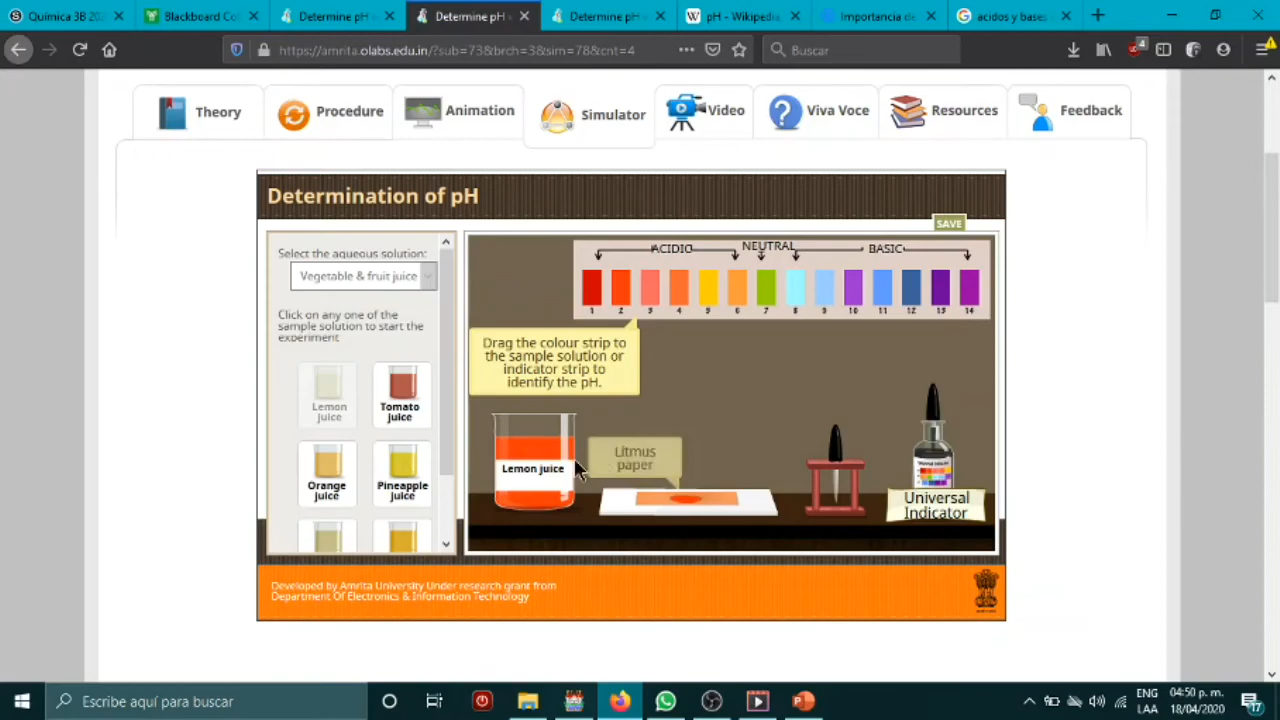 Química 3B 202
Blackboard Col
Determine pH
Determine pH
Determine pH
pH - Wikipedia,
Importancia de
acidos y bases
https://amrita.olabs.edu.in/?sub=73&brch=3&sim=78&cnt=4
Buscar
4
Theory
Procedure
Animation
Simulator
Video
Viva Voce
Resources
Feedback
Determination of pH
SAVE
Select the aqueous solution:
Vegetable & fruit juice
Click on any one of the
sample solution to start the
experiment
Lemon
juice
Tomato
juice
Orange
juice
Pineapple
juice
ACIDIC
NEUTRAL
BASIC
1 2 3 4 5 6 7 8 9 10 11 12 13 14
Drag the colour strip to
the sample solution or
indicator strip to
identify the pH.
Lemon juice
Litmus
paper
Universal
Indicator
Developed by Amrita University Under research grant from
Department Of Electronics & Information Technology
Escribe aquí para buscar
ENG
LAA
04:50 p. m.
18/04/2020
17